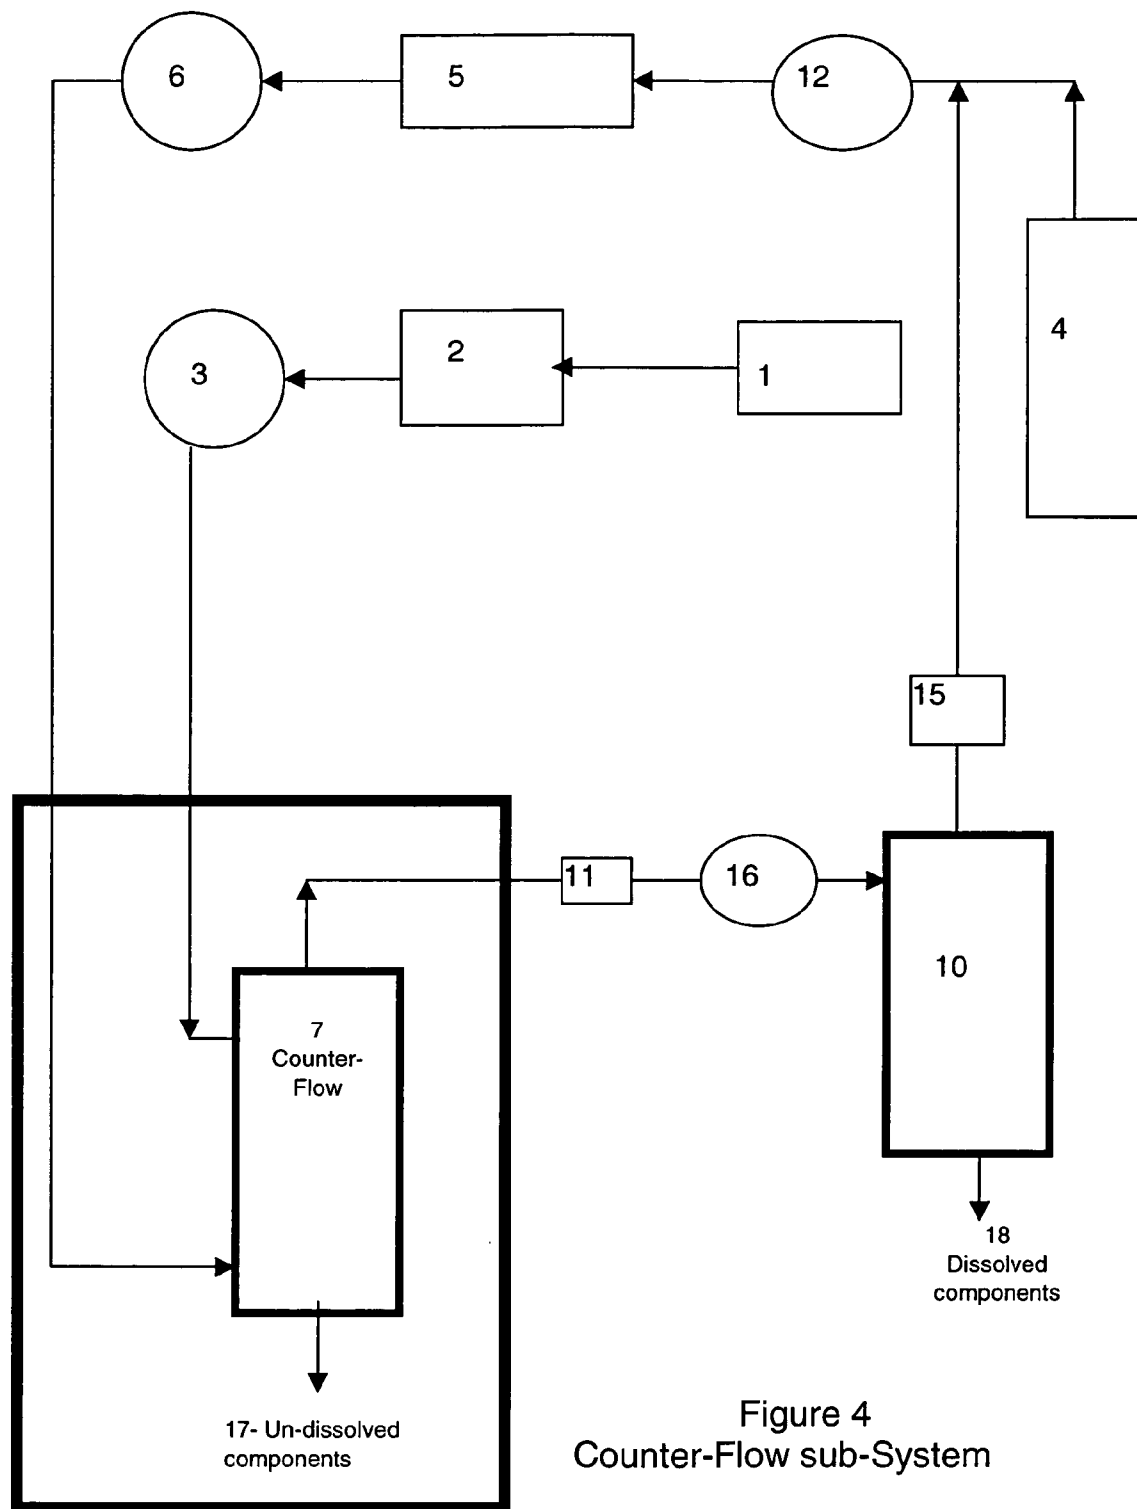 6
5
12
3
2
1
4
15
11
16
10
7
Counter-
Flow
18
Dissolved
components
17- Un-dissolved
components
Figure 4
Counter-Flow sub-System